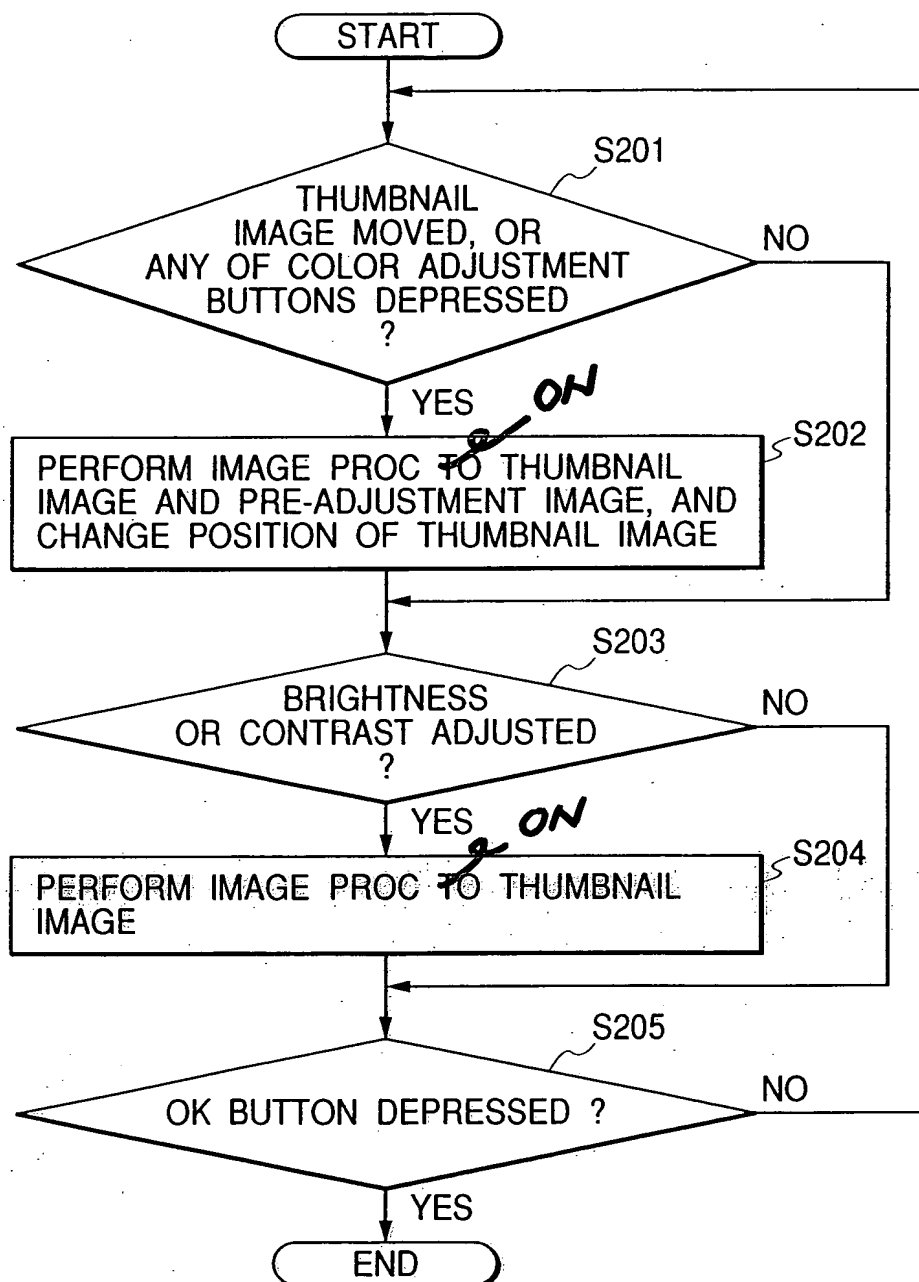 START
S201
THUMBNAIL
IMAGE MOVED, OR
ANY OF COLOR ADJUSTMENT
BUTTONS DEPRESSED
?
NO
YES
ON
S202
PERFORM IMAGE PROC TO THUMBNAIL
IMAGE AND PRE-ADJUSTMENT IMAGE, AND
CHANGE POSITION OF THUMBNAIL IMAGE
S203
BRIGHTNESS
OR CONTRAST ADJUSTED
?
NO
YES
ON
S204
PERFORM IMAGE PROC TO THUMBNAIL
IMAGE
S205
OK BUTTON DEPRESSED ?
NO
YES
END